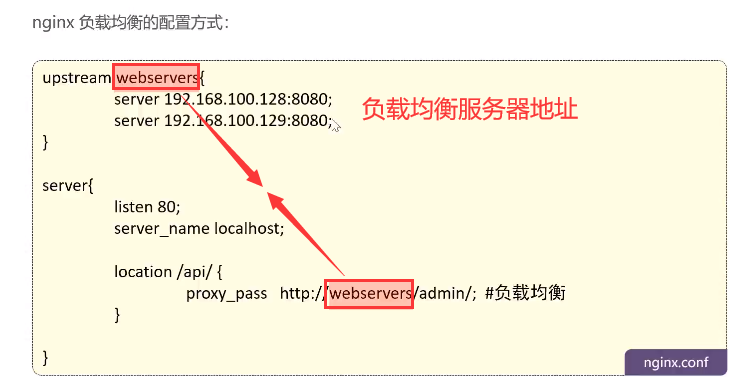 nginx 负载均衡的配置方式：
upstream webservers{
server 192.168.100.128:8080;
server 192.168.100.129:8080;
负载均衡服务器地址
}
server{
listen 80;
server_name localhost;
location /api/ {
proxy_pass http://webservers/admin/; #负载均衡
}
}
nginx.conf